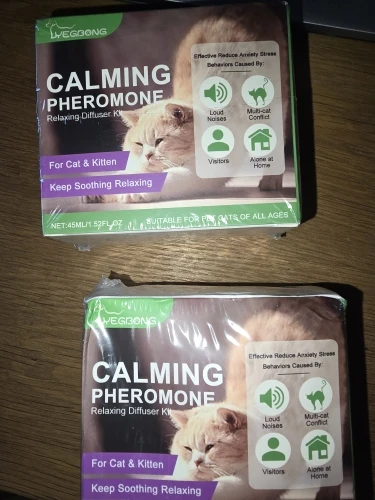 YEGBONG
CALMING
PHEROMONE
Relaxing Diffuser Kit
For Cat & Kitten
Keep Soothing Relaxing
Effective Reduce Anxiety Stress
Behaviors Caused By:
Loud
Noises
Multi-cat
Conflict
Visitors
Alone at
Home
NET:45ML/1.52FL.OZ
SUITABLE FOR PET CATS OF ALL AGES
YEGBONG
CALMING
PHEROMONE
Relaxing Diffuser Kit
For Cat & Kitten
Keep Soothing Relaxing
Effective Reduce Anxiety Stress
Behaviors Caused By:
Loud
Noises
Multi-cat
Conflict
Visitors
Alone at
Home